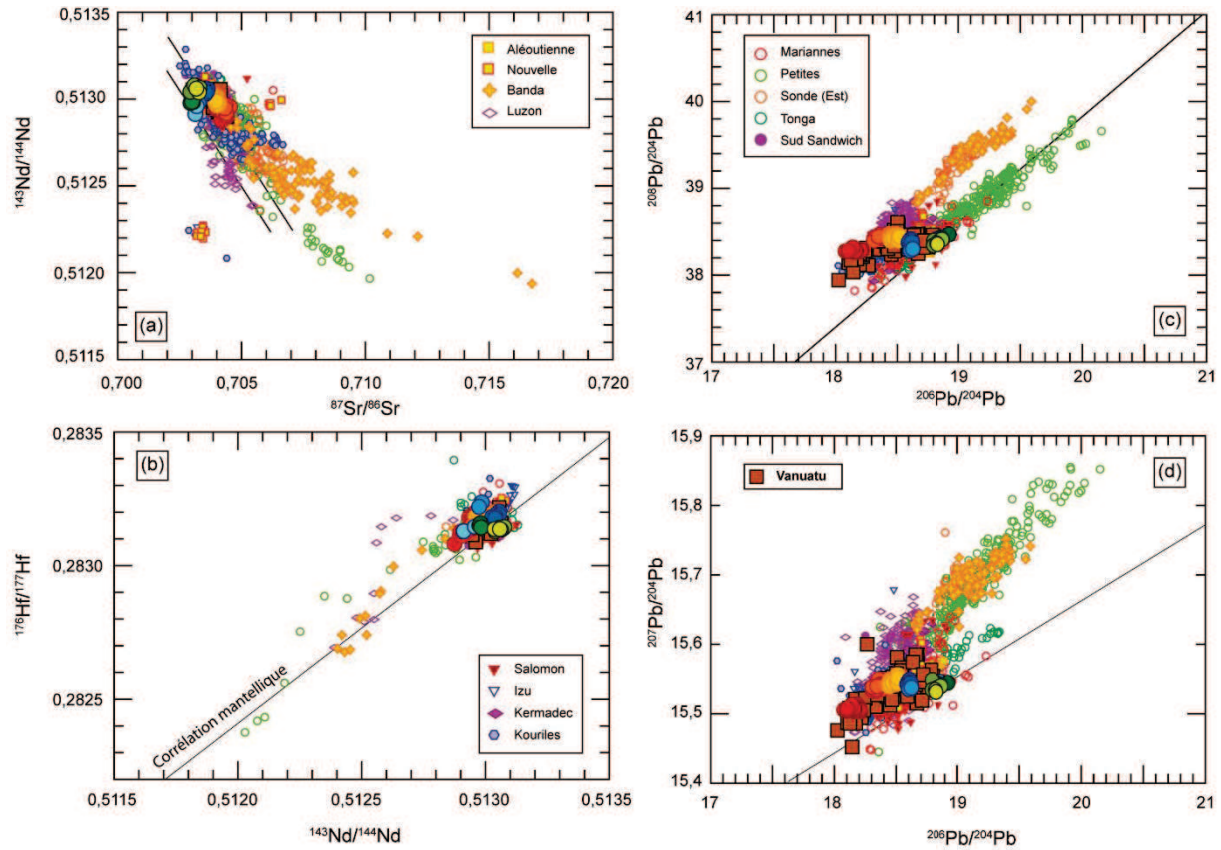 0,5135
0,5130
0,5125
0,5120
0,5115
¹⁴³Nd/¹⁴⁴Nd
Aléoutienne
Nouvelle
Banda
Luzon
(a)
0,700
0,705
0,710
0,715
0,720
⁸⁷Sr/⁸⁶Sr
41
40
39
38
37
²⁰⁸Pb/²⁰⁴Pb
Mariannes
Petites
Sonde (Est)
Tonga
Sud Sandwich
(c)
17
18
19
20
21
²⁰⁶Pb/²⁰⁴Pb
0,2835
0,2830
0,2825
¹⁷⁶Hf/¹⁷⁷Hf
(b)
Corrélation mantellique
Salomon
Izu
Kermadec
Kouriles
0,5115
0,5120
0,5125
0,5130
0,5135
¹⁴³Nd/¹⁴⁴Nd
15,9
15,8
15,7
15,6
15,5
15,4
²⁰⁷Pb/²⁰⁴Pb
Vanuatu
(d)
17
18
19
20
21
²⁰⁶Pb/²⁰⁴Pb